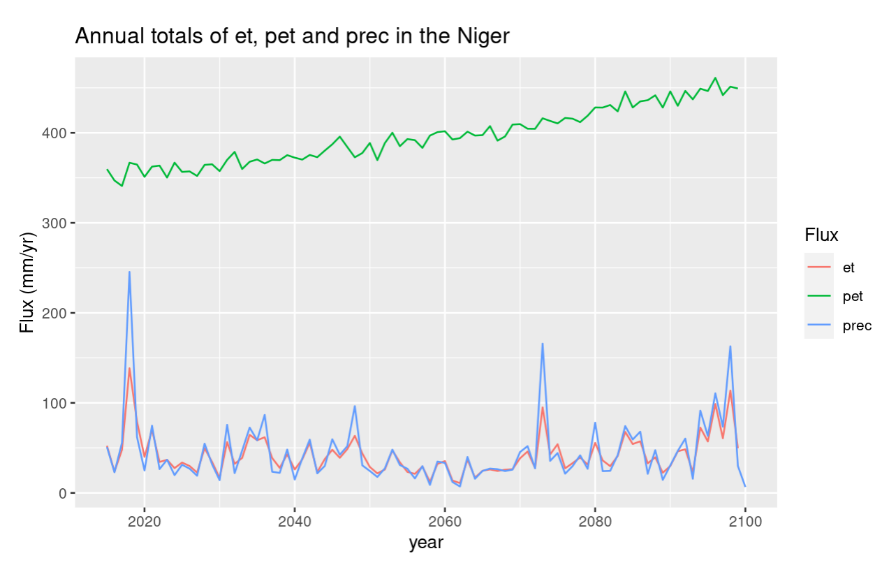 Annual totals of et, pet and prec in the Niger
Flux (mm/yr)
400
300
200
100
0
2020 2040 2060 2080 2100
year
Flux
et
pet
prec